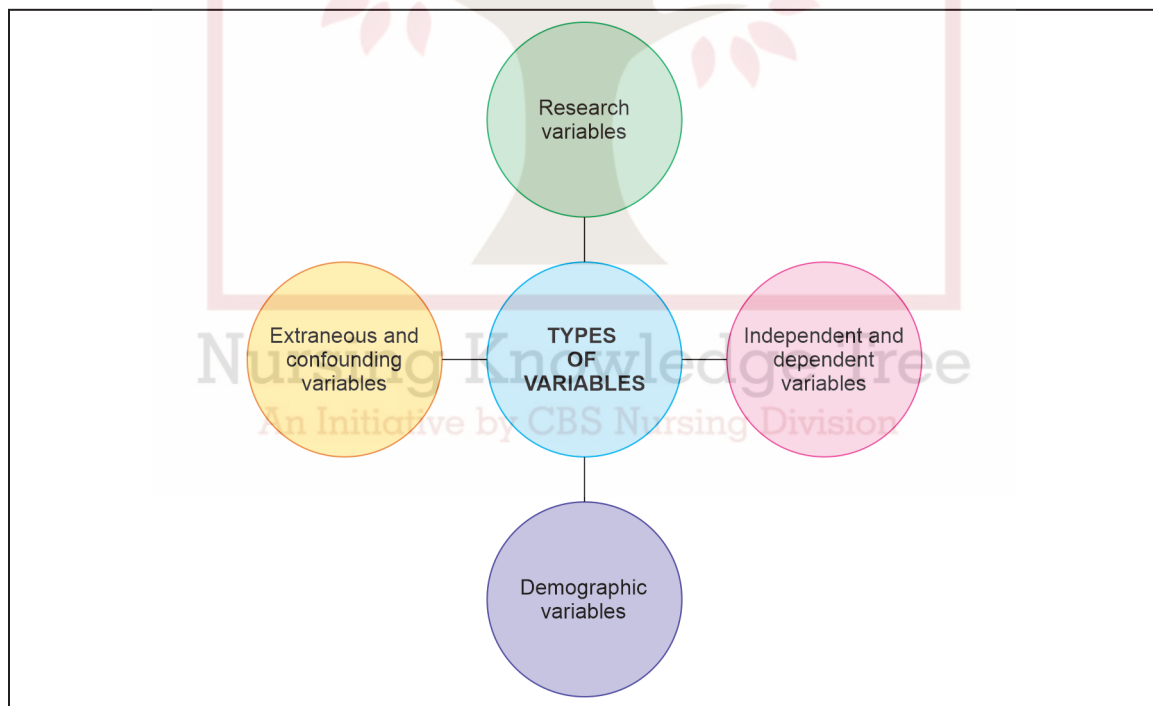 Research
variables
Extraneous and
confounding
variables
TYPES
OF
VARIABLES
Independent and
dependent
variables
Nursing Knowledge Tree
An Initiative by CBS Nursing Division
Demographic
variables